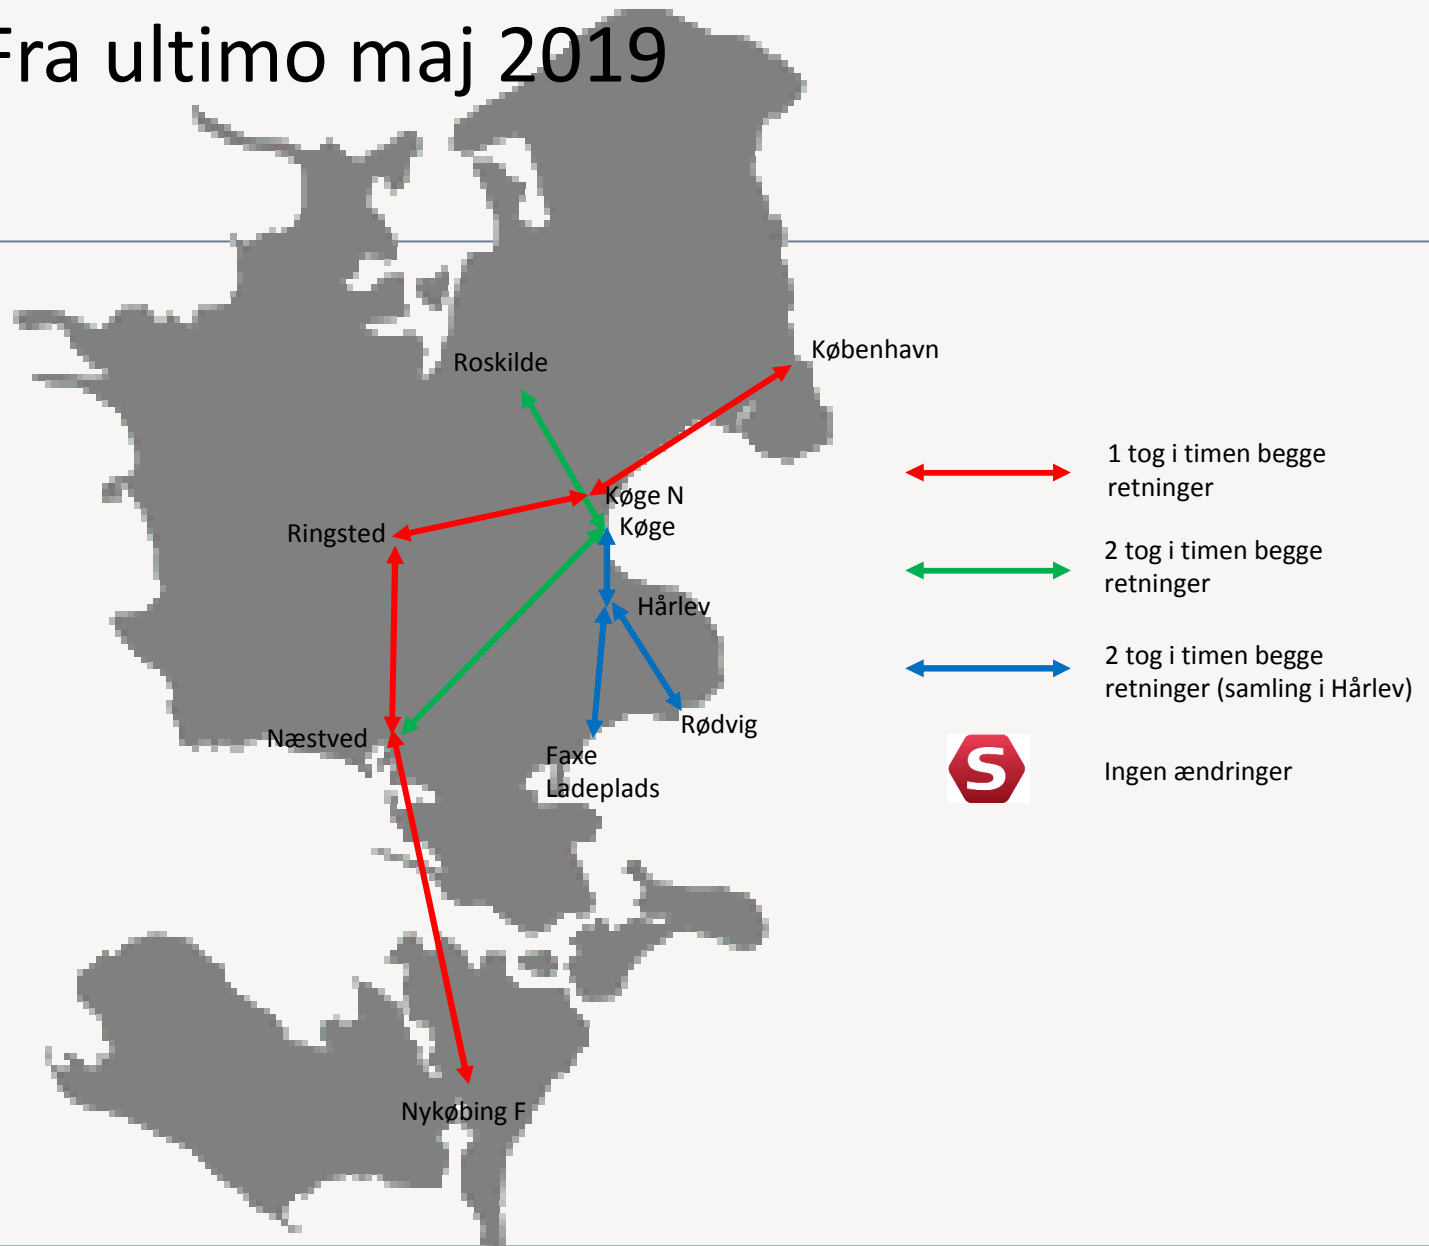 Fra ultimo maj 2019
København
Roskilde
1 tog i timen begge
retninger
Køge N
Køge
Ringsted
2 tog i timen begge
retninger
Hårlev
2 tog i timen begge
retninger (samling i Hårlev)
Rødvig
Næstved
Faxe
Ladeplads
S
Ingen ændringer
Nykøbing F